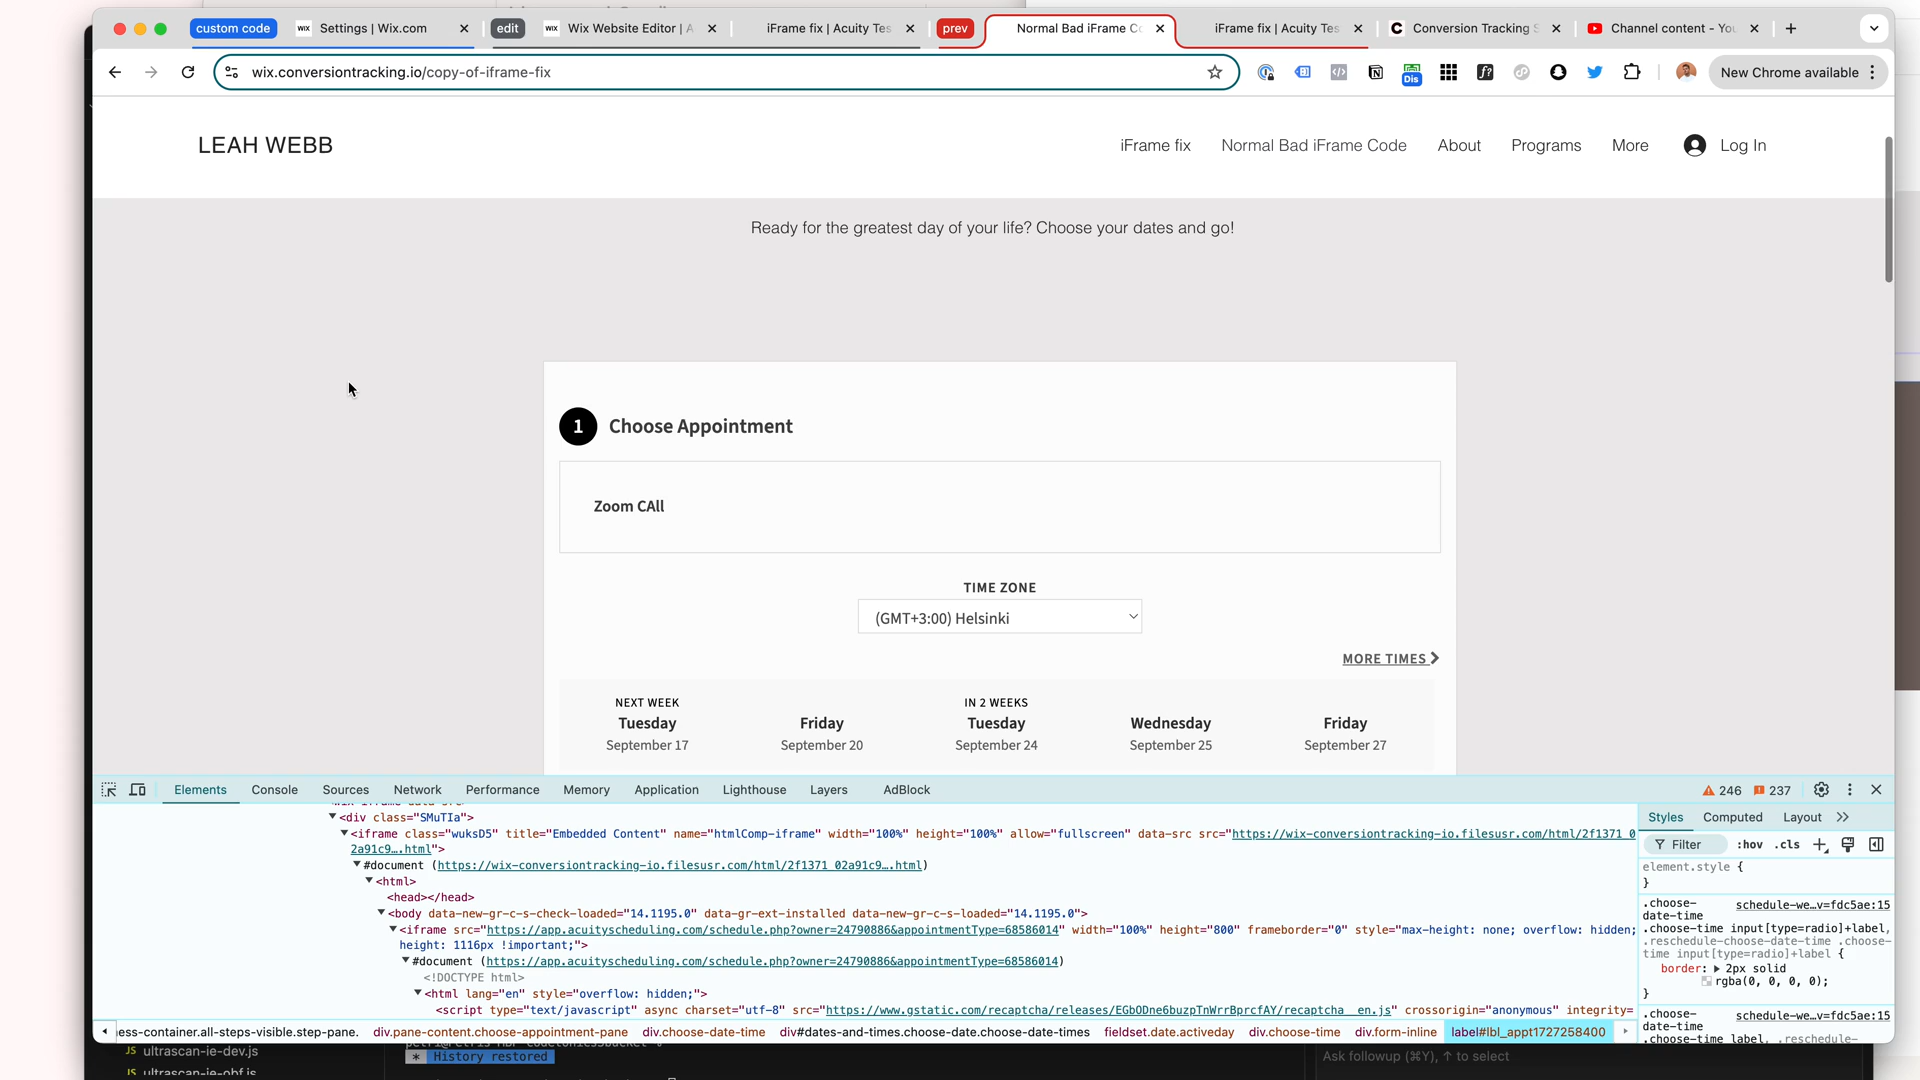 custom code
WIX Settings | Wix.com
edit
WIX Wix Website Editor | A
iFrame fix | Acuity Tes
prev
Normal Bad iFrame C
iFrame fix | Acuity Tes
C Conversion Tracking S
Channel content - You
wix.conversiontracking.io/copy-of-iframe-fix
Dis
f?
New Chrome available
LEAH WEBB
iFrame fix
Normal Bad iFrame Code
About
Programs
More
Log In
Ready for the greatest day of your life? Choose your dates and go!
1 Choose Appointment
Zoom CAll
TIME ZONE
(GMT+3:00) Helsinki
MORE TIMES
NEXT WEEK
Tuesday
September 17
Friday
September 20
IN 2 WEEKS
Tuesday
September 24
Wednesday
September 25
Friday
September 27
Elements Console Sources Network Performance Memory Application Lighthouse Layers AdBlock
246 237
<div class="SMuTIa">
<iframe class="wuksD5" title="Embedded Content" name="htmlComp-iframe" width="100%" height="100%" allow="fullscreen" data-src src="https://wix-conversiontracking-io.filesusr.com/html/2f1371_0
2a91c9….html">
#document (https://wix-conversiontracking-io.filesusr.com/html/2f1371_02a91c9….html)
<html>
<head></head>
<body data-new-gr-c-s-check-loaded="14.1195.0" data-gr-ext-installed data-new-gr-c-s-loaded="14.1195.0">
<iframe src="https://app.acuityscheduling.com/schedule.php?owner=24790886&appointmentType=68586014" width="100%" height="800" frameborder="0" style="max-height: none; overflow: hidden;
height: 1116px !important;">
#document (https://app.acuityscheduling.com/schedule.php?owner=24790886&appointmentType=68586014)
<!DOCTYPE html>
<html lang="en" style="overflow: hidden;">
<script type="text/javascript" async charset="utf-8" src="https://www.gstatic.com/recaptcha/releases/EGbODne6buzpTnWrrBprcfAY/recaptcha__en.js" crossorigin="anonymous" integrity=
ess-container.all-steps-visible.step-pane. div.pane-content.choose-appointment-pane div.choose-date-time div#dates-and-times.choose-date.choose-date-times fieldset.date.activeday div.choose-time div.form-inline label#lbl_appt1727258400
Styles Computed Layout
Filter :hov .cls
element.style {
}
.choose- schedule-we…v=fdc5ae:15
date-time
.choose-time input[type=radio]+label,
.reschedule-choose-date-time .choose-
time input[type=radio]+label {
border: 2px solid
rgba(0, 0, 0, 0);
}
.choose- schedule-we…v=fdc5ae:15
date-time
.choose-time label, .reschedule-
JS ultrascan-ie-dev.js
JS ultrascan-ie-obf.js
* History restored
Ask followup (⌘Y), ↑ to select